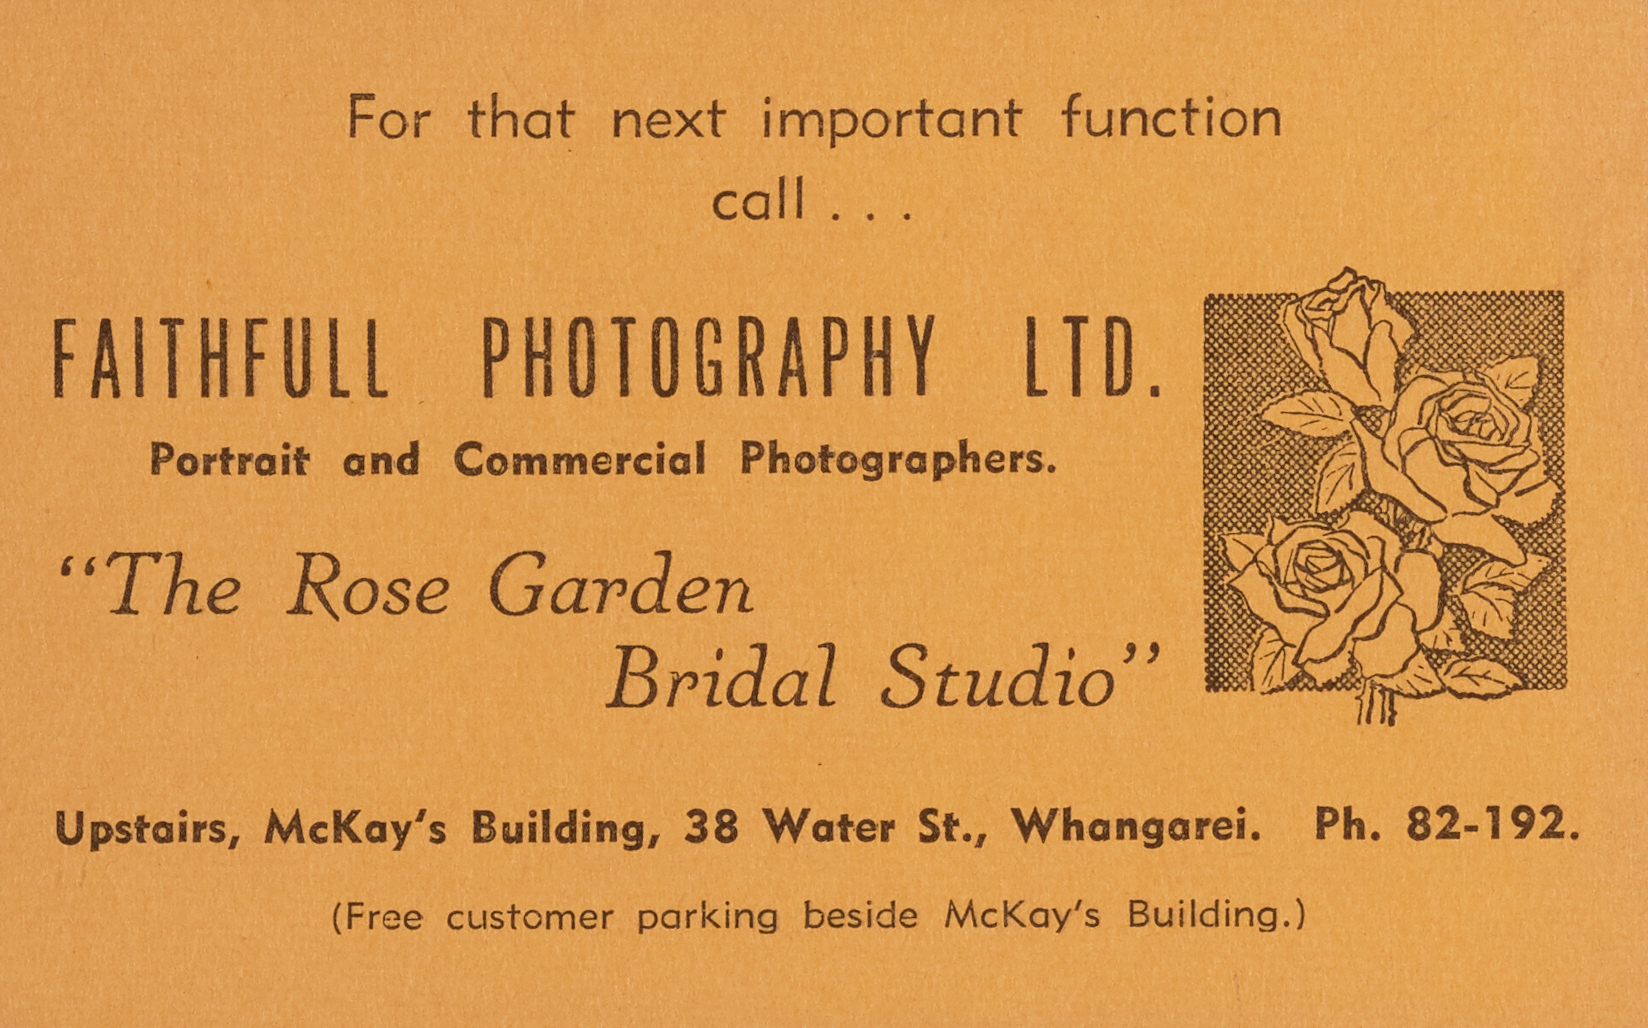 For that next important function
call . . .
FAITHFULL PHOTOGRAPHY LTD.
Portrait and Commercial Photographers.
“The Rose Garden
Bridal Studio”
Upstairs, McKay's Building, 38 Water St., Whangarei. Ph. 82-192.
(Free customer parking beside McKay's Building.)